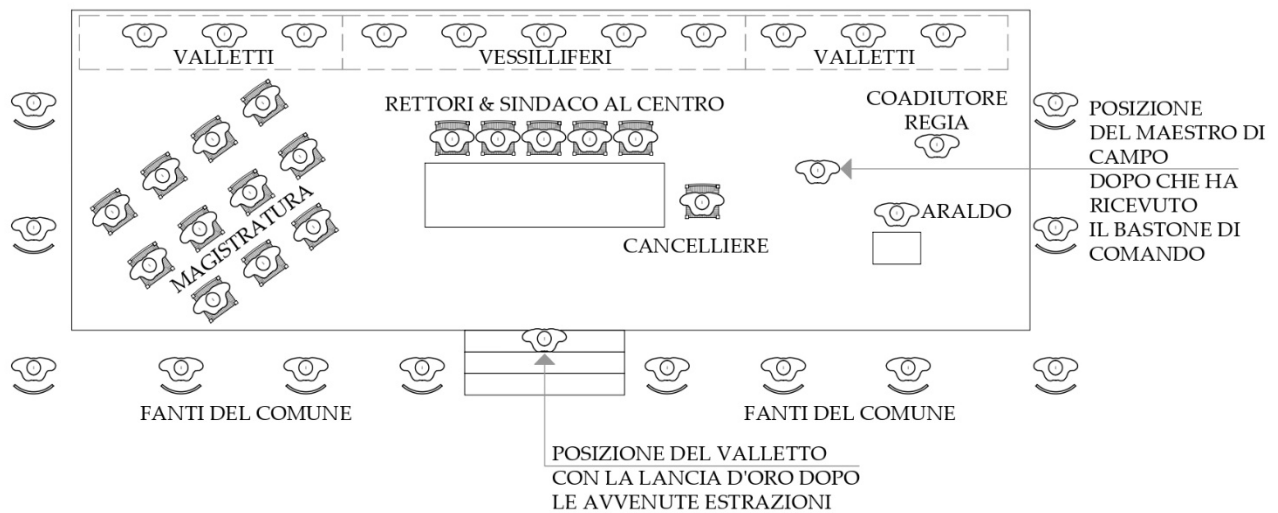 VALLETTI
VESSILLIFERI
VALLETTI
RETTORI & SINDACO AL CENTRO
COADIUTORE
REGIA
POSIZIONE
DEL MAESTRO DI
CAMPO
DOPO CHE HA
RICEVUTO
IL BASTONE DI
COMANDO
MAGISTRATURA
ARALDO
CANCELLIERE
FANTI DEL COMUNE
FANTI DEL COMUNE
POSIZIONE DEL VALLETTO
CON LA LANCIA D'ORO DOPO
LE AVVENUTE ESTRAZIONI